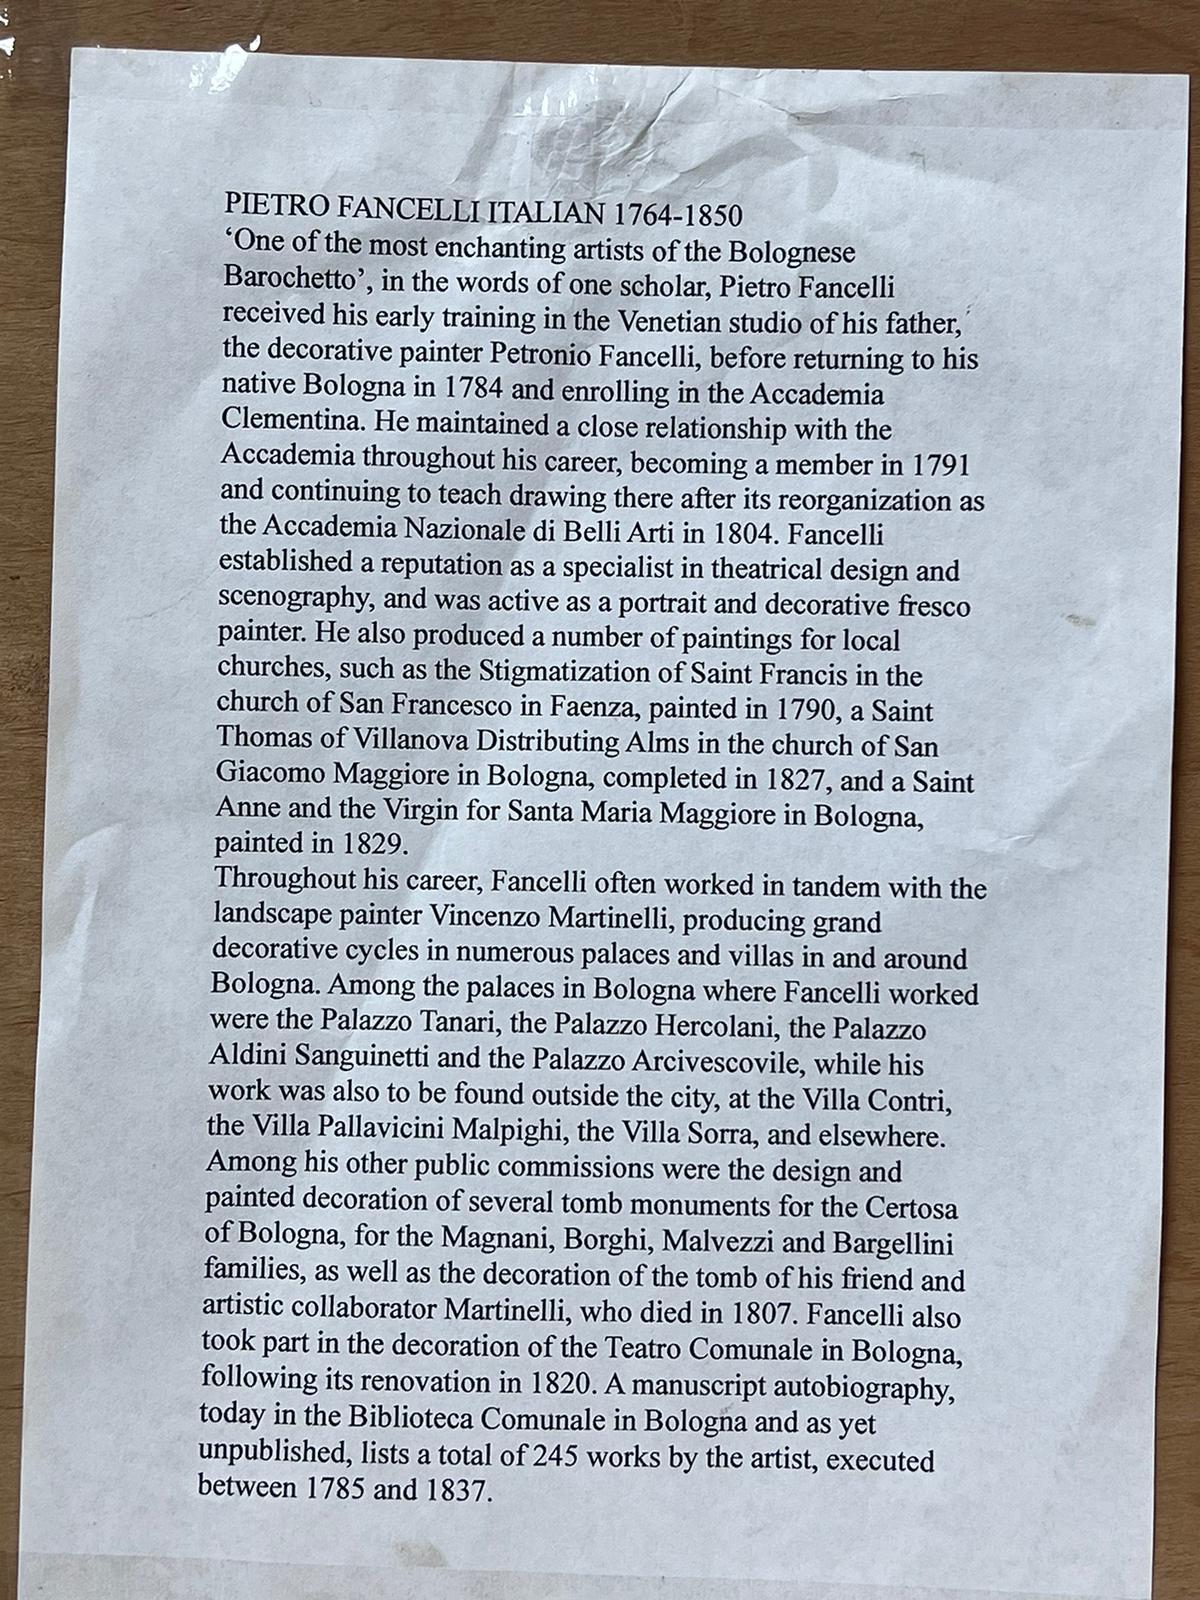 PIETRO FANCELLI ITALIAN 1764-1850
‘One of the most enchanting artists of the Bolognese
Barochetto’, in the words of one scholar, Pietro Fancelli
received his early training in the Venetian studio of his father,
the decorative painter Petronio Fancelli, before returning to his
native Bologna in 1784 and enrolling in the Accademia
Clementina. He maintained a close relationship with the
Accademia throughout his career, becoming a member in 1791
and continuing to teach drawing there after its reorganization as
the Accademia Nazionale di Belli Arti in 1804. Fancelli
established a reputation as a specialist in theatrical design and
scenography, and was active as a portrait and decorative fresco
painter. He also produced a number of paintings for local
churches, such as the Stigmatization of Saint Francis in the
church of San Francesco in Faenza, painted in 1790, a Saint
Thomas of Villanova Distributing Alms in the church of San
Giacomo Maggiore in Bologna, completed in 1827, and a Saint
Anne and the Virgin for Santa Maria Maggiore in Bologna,
painted in 1829.
Throughout his career, Fancelli often worked in tandem with the
landscape painter Vincenzo Martinelli, producing grand
decorative cycles in numerous palaces and villas in and around
Bologna. Among the palaces in Bologna where Fancelli worked
were the Palazzo Tanari, the Palazzo Hercolani, the Palazzo
Aldini Sanguinetti and the Palazzo Arcivescovile, while his
work was also to be found outside the city, at the Villa Contri,
the Villa Pallavicini Malpighi, the Villa Sorra, and elsewhere.
Among his other public commissions were the design and
painted decoration of several tomb monuments for the Certosa
of Bologna, for the Magnani, Borghi, Malvezzi and Bargellini
families, as well as the decoration of the tomb of his friend and
artistic collaborator Martinelli, who died in 1807. Fancelli also
took part in the decoration of the Teatro Comunale in Bologna,
following its renovation in 1820. A manuscript autobiography,
today in the Biblioteca Comunale in Bologna and as yet
unpublished, lists a total of 245 works by the artist, executed
between 1785 and 1837.